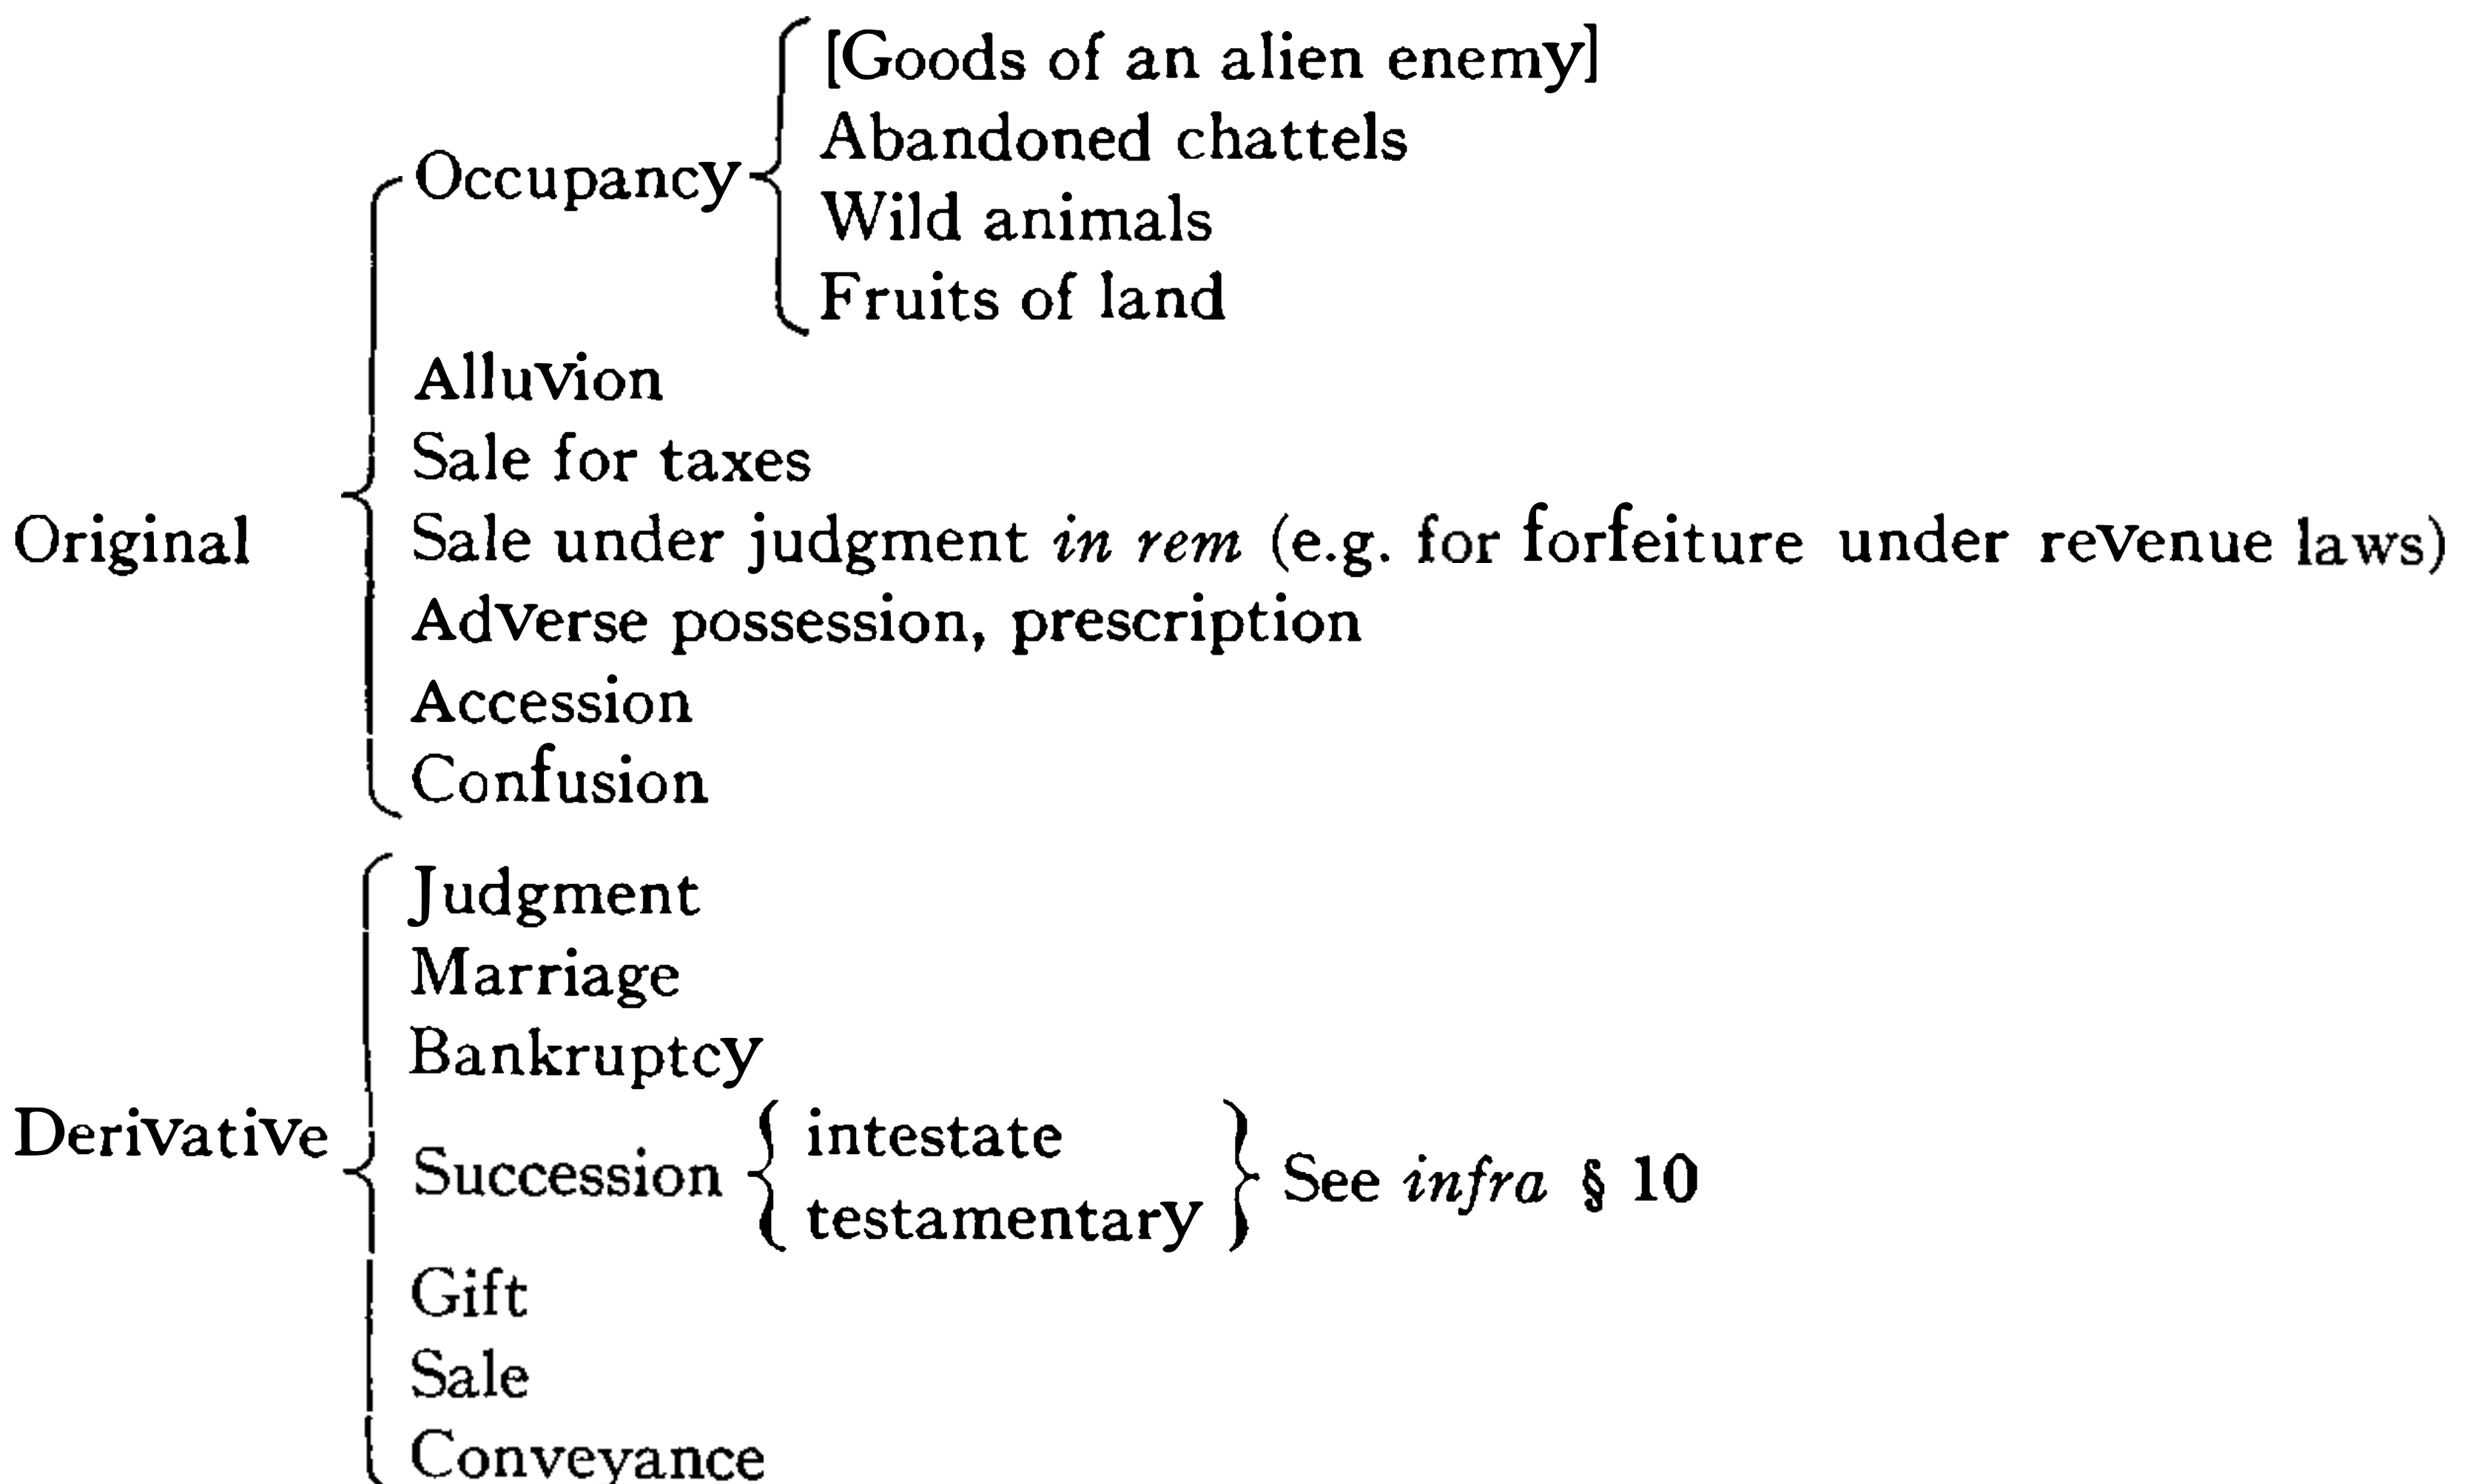 [Goods of an alien enemy]
Abandoned chattels
Occupancy
Wild animals
Fruits of land
Alluvion
Sale for taxes
Original
Sale under judgment in rem (e.g. for forfeiture under revenue laws)
Adverse possession, prescription
Accession
Confusion
Judgment
Marriage
Bankruptcy
Derivative
intestate
Succession
See infra § 10
testamentary
Gift
Sale
Conveyance